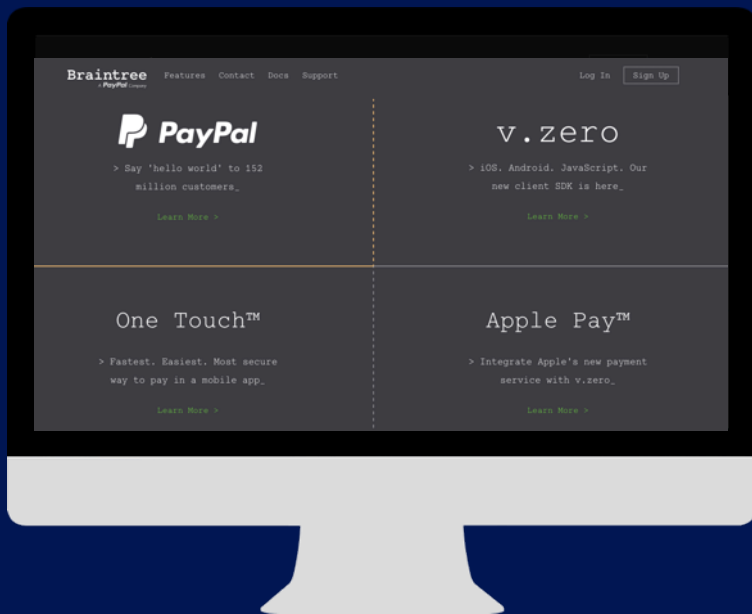 Braintree
A PayPal Company
Features Contact Docs Support
Log In Sign Up
PayPal
> Say 'hello world' to 152
million customers_
Learn More >
v.zero
> iOS. Android. JavaScript. Our
new client SDK is here_
Learn More >
One Touch™
> Fastest. Easiest. Most secure
way to pay in a mobile app_
Learn More >
Apple Pay™
> Integrate Apple's new payment
service with v.zero_
Learn More >